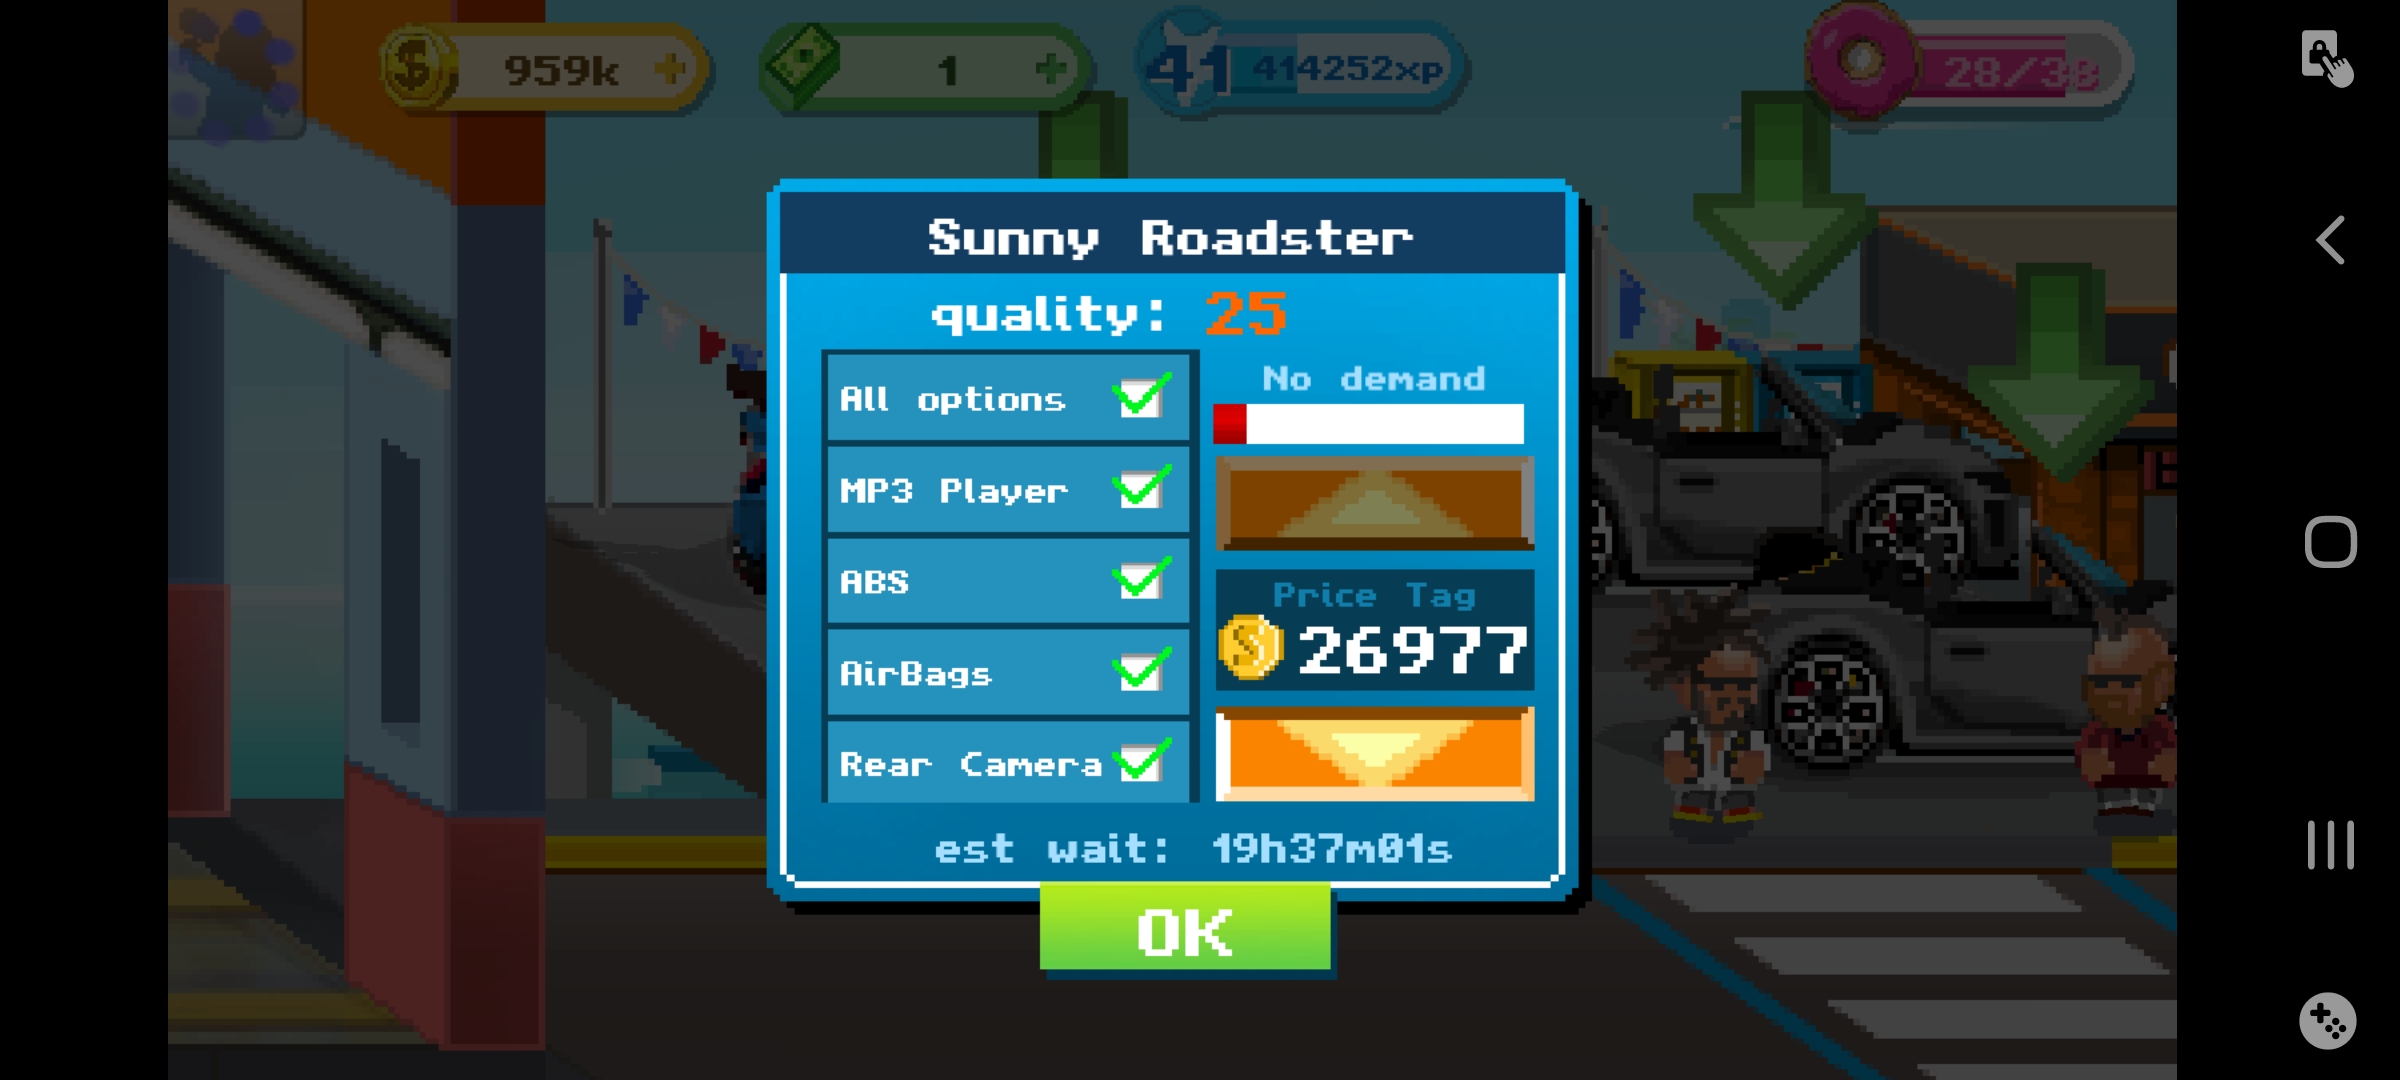 959k
1
41 414252xp
28/38
Sunny Roadster
quality: 25
All options
MP3 Player
ABS
AirBags
Rear Camera
No demand
Price Tag
26977
est wait: 19h37m01s
OK